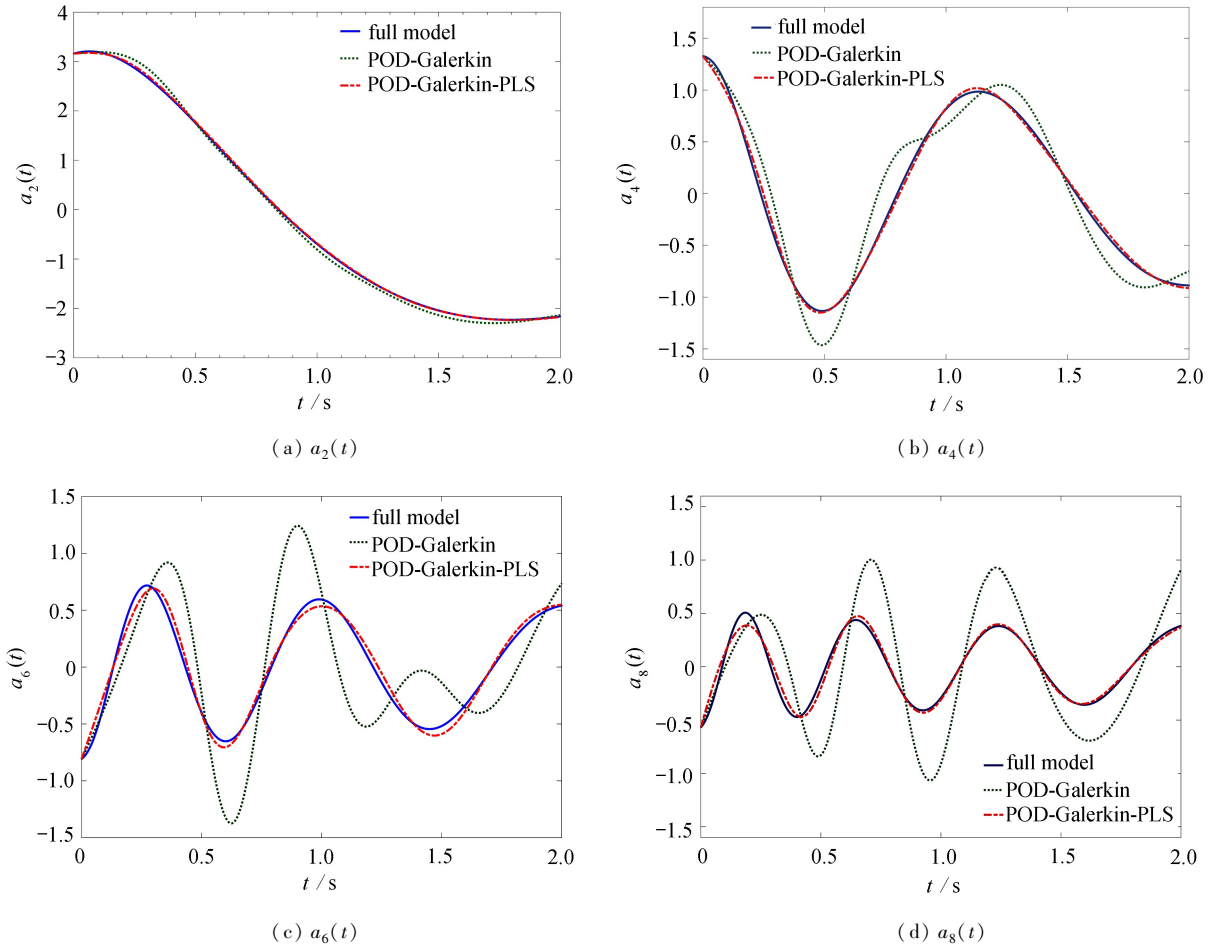 full model
POD-Galerkin
POD-Galerkin-PLS
4
3
2
1
0
−1
−2
−3
a2(t)
0 0.5 1.0 1.5 2.0
t / s
(a) a2(t)
full model
POD-Galerkin
POD-Galerkin-PLS
1.5
1.0
0.5
0
−0.5
−1.0
−1.5
a4(t)
0 0.5 1.0 1.5 2.0
t / s
(b) a4(t)
full model
POD-Galerkin
POD-Galerkin-PLS
1.5
1.0
0.5
0
−0.5
−1.0
−1.5
a6(t)
0 0.5 1.0 1.5 2.0
t / s
(c) a6(t)
1.5
1.0
0.5
0
−0.5
−1.0
−1.5
a8(t)
full model
POD-Galerkin
POD-Galerkin-PLS
0 0.5 1.0 1.5 2.0
t / s
(d) a8(t)